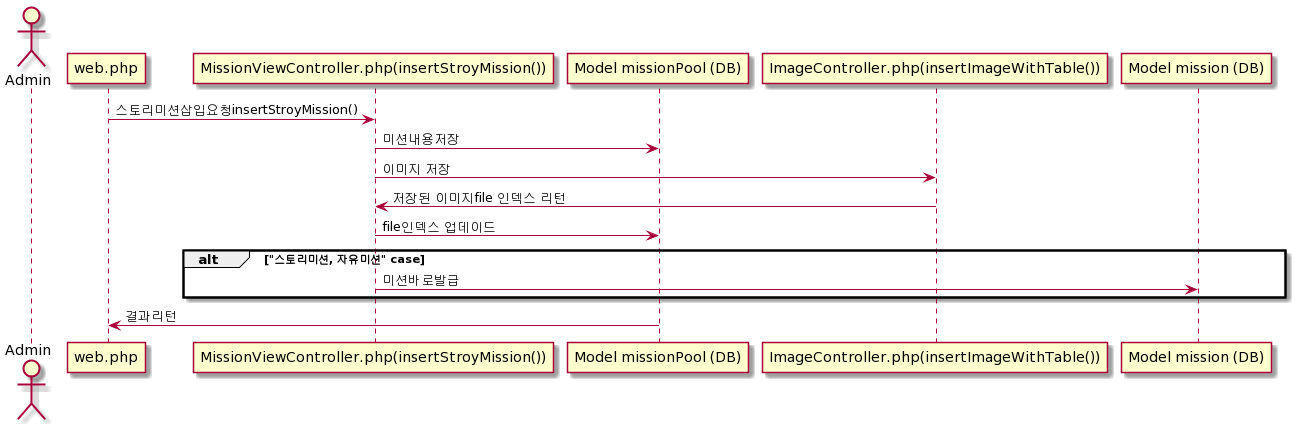 Admin
web.php
MissionViewController.php(insertStroyMission())
Model missionPool (DB)
ImageController.php(insertImageWithTable())
Model mission (DB)
스토리미션삽입요청insertStroyMission()
미션내용저장
이미지 저장
저장된 이미지file 인덱스 리턴
file인덱스 업데이드
alt
["스토리미션, 자유미션" case]
미션바로발급
결과리턴
Admin
web.php
MissionViewController.php(insertStroyMission())
Model missionPool (DB)
ImageController.php(insertImageWithTable())
Model mission (DB)